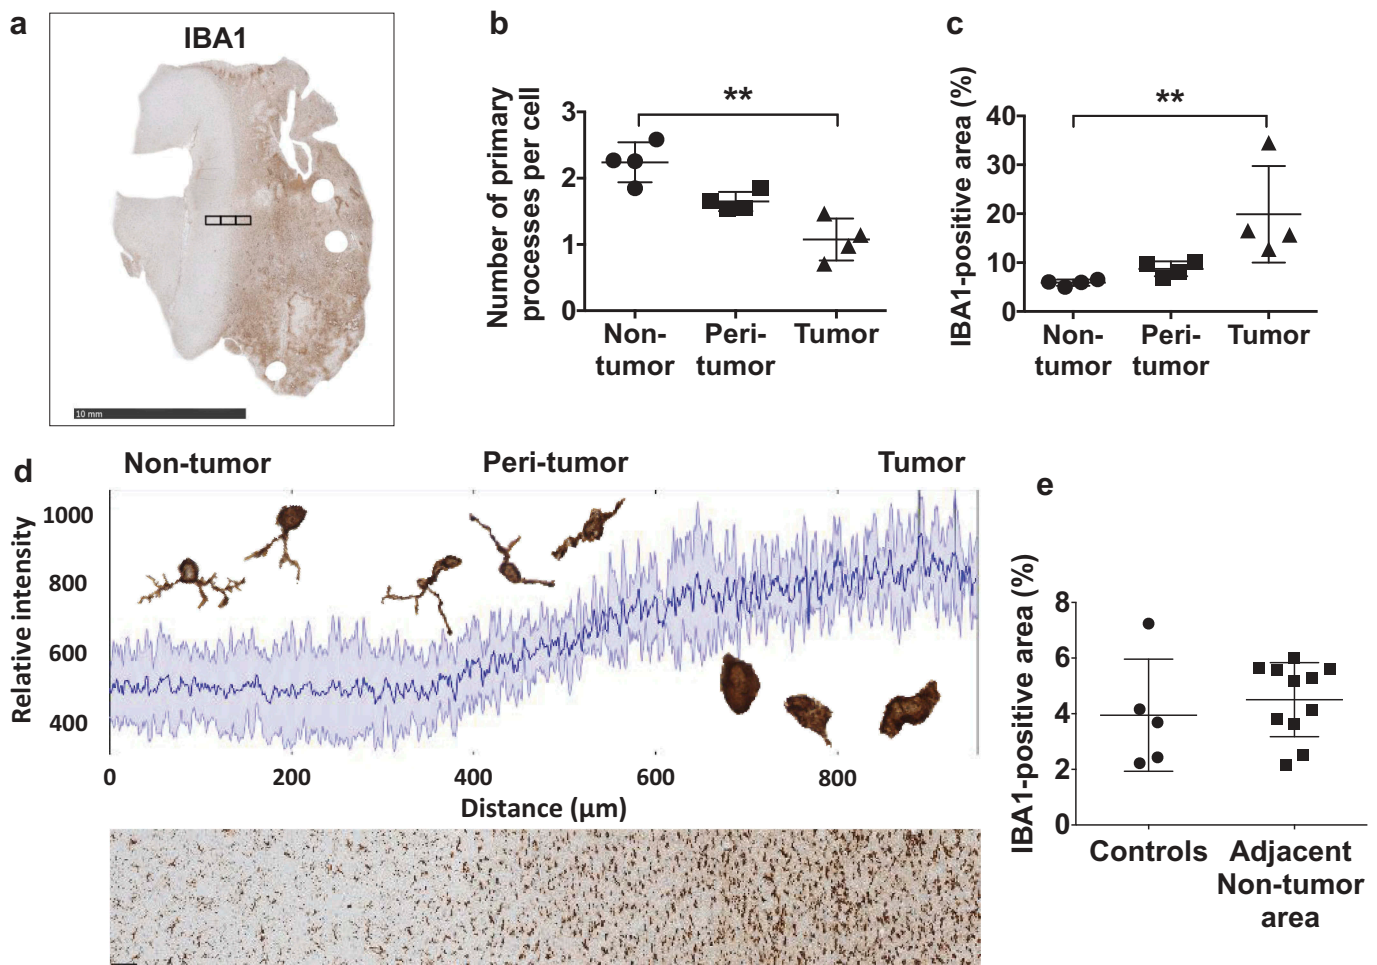 a
IBA1
10 mm
b
Number of primary
processes per cell
3
2
1
0
**
Non-
tumor
Peri-
tumor
Tumor
c
IBA1-positive area (%)
40
30
20
10
0
**
Non-
tumor
Peri-
tumor
Tumor
d
Non-tumor
Peri-tumor
Tumor
Relative intensity
1000
800
600
400
0
200
400
600
800
Distance (µm)
e
IBA1-positive area (%)
8
6
4
2
0
Controls
Adjacent
Non-tumor
area